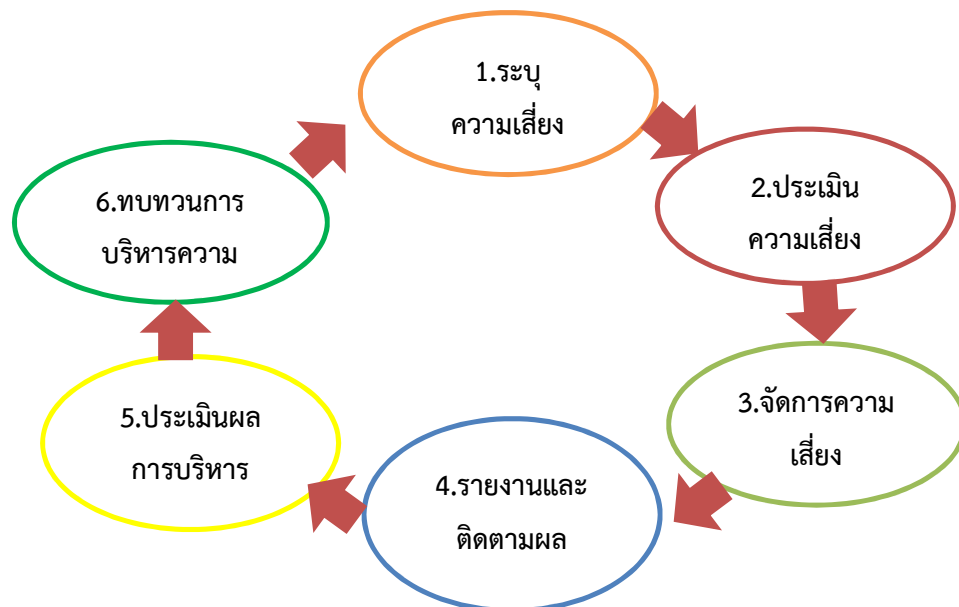 1.ระบุ
ความเสี่ยง
2.ประเมิน
ความเสี่ยง
3.จัดการความ
เสี่ยง
4.รายงานและ
ติดตามผล
5.ประเมินผล
การบริหาร
6.ทบทวนการ
บริหารความ